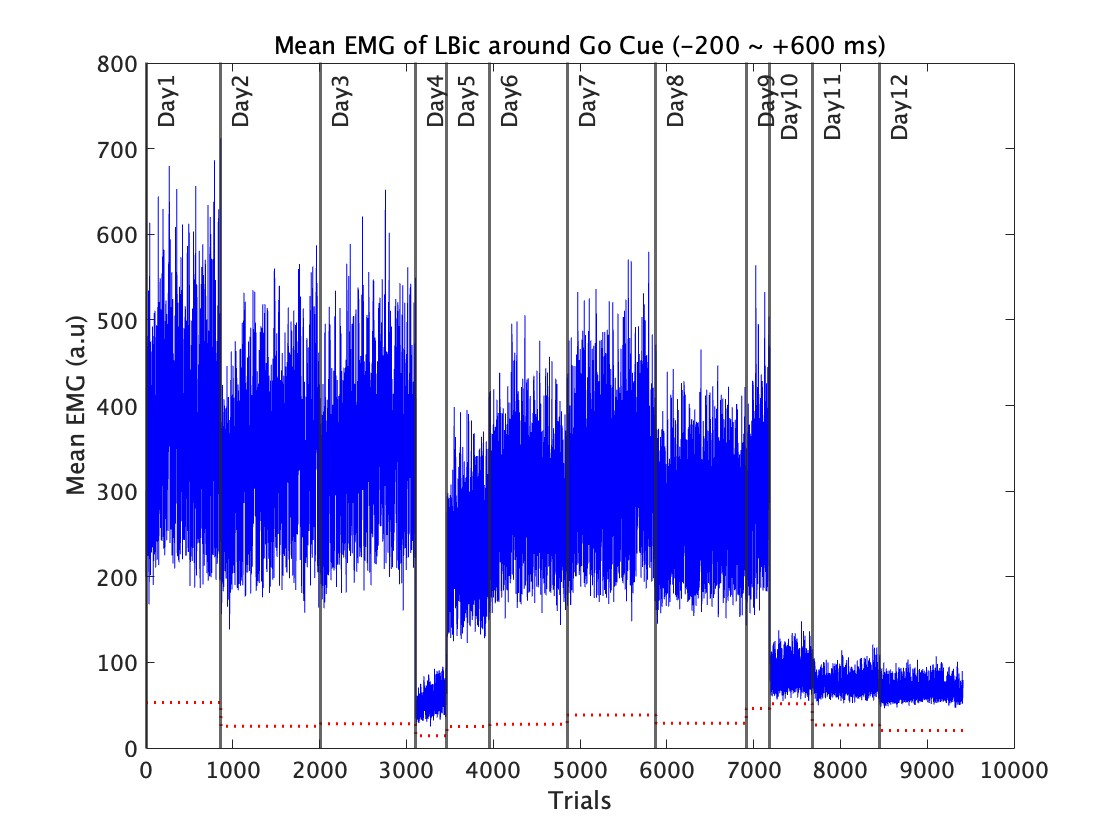 Mean EMG of LBic around Go Cue (-200 ~ +600 ms)
800
700
600
500
400
300
200
100
0
Mean EMG (a.u)
Day1
Day2
Day3
Day4
Day5
Day6
Day7
Day8
Day9
Day10
Day11
Day12
0
1000
2000
3000
4000
5000
6000
7000
8000
9000
10000
Trials